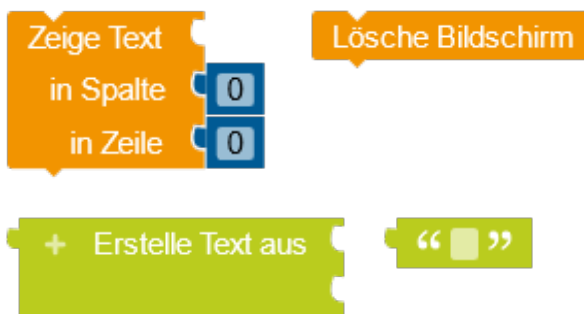 Zeige Text
Lösche Bildschirm
in Spalte 0
in Zeile 0
+ Erstelle Text aus
“ ”